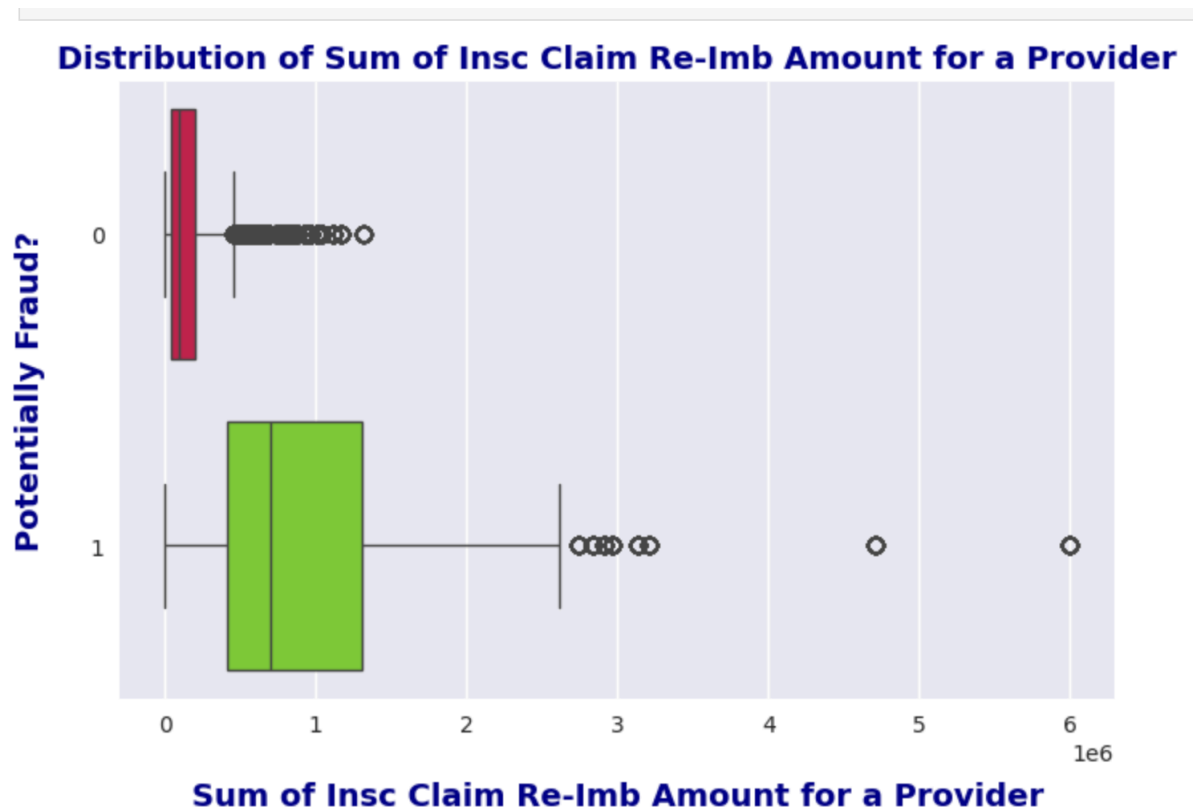 Distribution of Sum of Insc Claim Re-Imb Amount for a Provider
Potentially Fraud?
0
1
0 1 2 3 4 5 6
1e6
Sum of Insc Claim Re-Imb Amount for a Provider